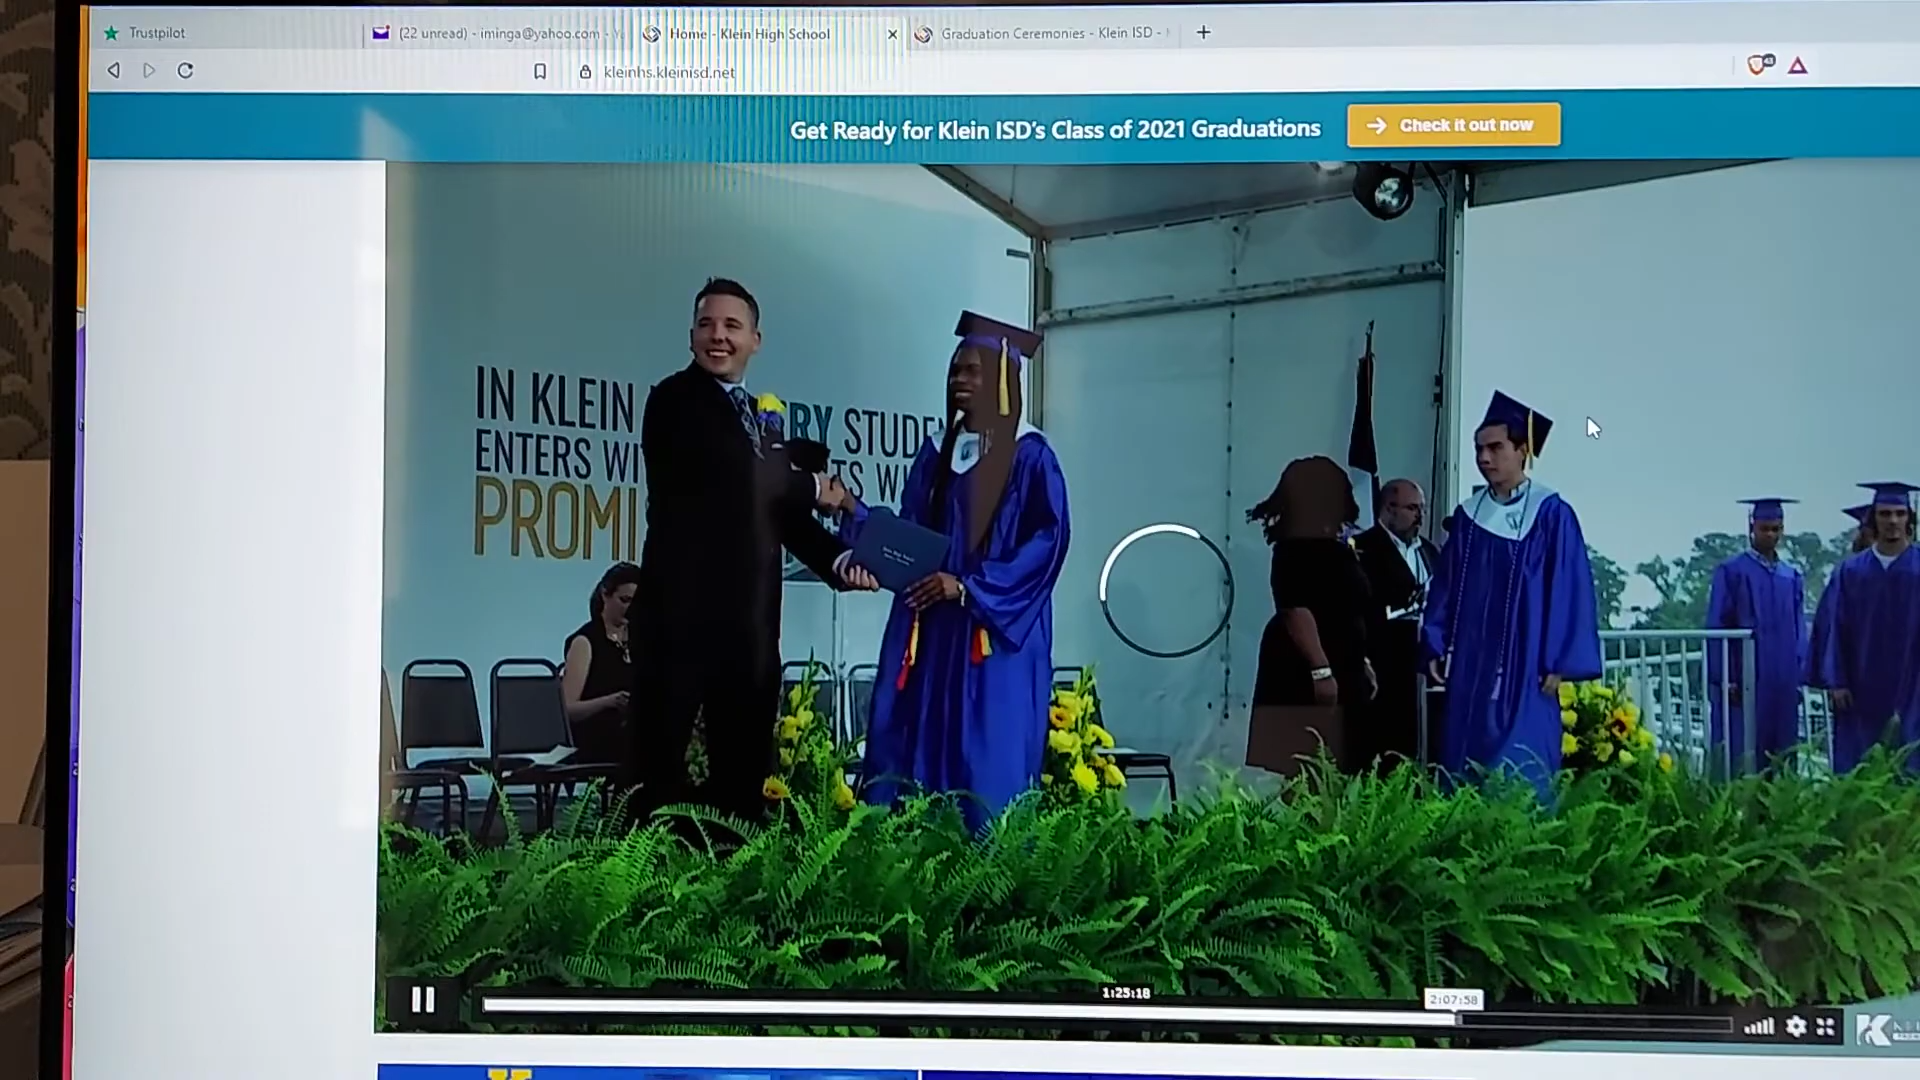 Trustpilot
(22 unread) - iminga@yahoo.com -
Home - Klein High School
Graduation Ceremonies - Klein ISD -
kleinhs.kleinisd.net
Get Ready for Klein ISD's Class of 2021 Graduations
Check it out now
IN KLEIN RY STUDE
ENTERS WI TS W
PROMI
1:25:18
2:07:58